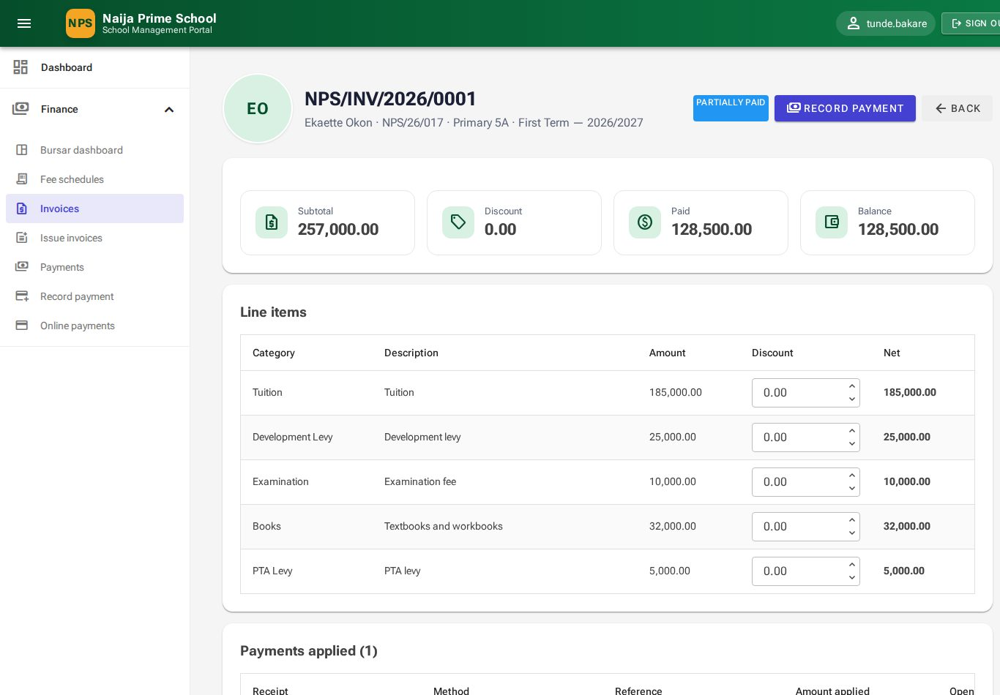 NPS
Naija Prime School
School Management Portal
tunde.bakare
SIGN OU
Dashboard
Finance
Bursar dashboard
Fee schedules
Invoices
Issue invoices
Payments
Record payment
Online payments
EO
NPS/INV/2026/0001
Ekaette Okon · NPS/26/017 · Primary 5A · First Term — 2026/2027
PARTIALLY PAID
RECORD PAYMENT
BACK
Subtotal
257,000.00
Discount
0.00
Paid
128,500.00
Balance
128,500.00
Line items
Category Description Amount Discount Net
Tuition Tuition 185,000.00 0.00 185,000.00
Development Levy Development levy 25,000.00 0.00 25,000.00
Examination Examination fee 10,000.00 0.00 10,000.00
Books Textbooks and workbooks 32,000.00 0.00 32,000.00
PTA Levy PTA levy 5,000.00 0.00 5,000.00
Payments applied (1)
Receipt Method Reference Amount applied Open